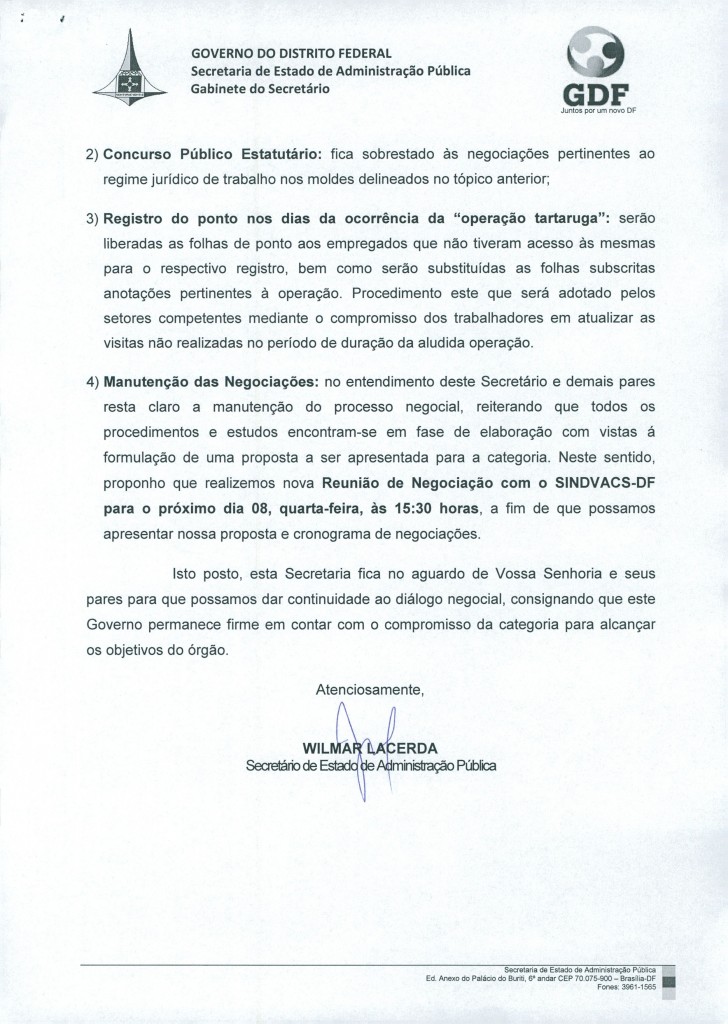 GOVERNO DO DISTRITO FEDERAL
Secretaria de Estado de Administração Pública
Gabinete do Secretário
GDF
Juntos por um novo DF
2) Concurso Público Estatutário: fica sobrestado às negociações pertinentes ao
regime jurídico de trabalho nos moldes delineados no tópico anterior;
3) Registro do ponto nos dias da ocorrência da “operação tartaruga”: serão
liberadas as folhas de ponto aos empregados que não tiveram acesso às mesmas
para o respectivo registro, bem como serão substituídas as folhas subscritas
anotações pertinentes à operação. Procedimento este que será adotado pelos
setores competentes mediante o compromisso dos trabalhadores em atualizar as
visitas não realizadas no período de duração da aludida operação.
4) Manutenção das Negociações: no entendimento deste Secretário e demais pares
resta claro a manutenção do processo negocial, reiterando que todos os
procedimentos e estudos encontram-se em fase de elaboração com vistas á
formulação de uma proposta a ser apresentada para a categoria. Neste sentido,
proponho que realizemos nova Reunião de Negociação com o SINDVACS-DF
para o próximo dia 08, quarta-feira, às 15:30 horas, a fim de que possamos
apresentar nossa proposta e cronograma de negociações.
Isto posto, esta Secretaria fica no aguardo de Vossa Senhoria e seus
pares para que possamos dar continuidade ao diálogo negocial, consignando que este
Governo permanece firme em contar com o compromisso da categoria para alcançar
os objetivos do órgão.
Atenciosamente,
WILMAR LACERDA
Secretário de Estado de Administração Pública
Secretaria de Estado de Administração Pública
Ed. Anexo do Palácio do Buriti, 6º andar CEP 70.075-900 – Brasília-DF
Fones: 3961-1565